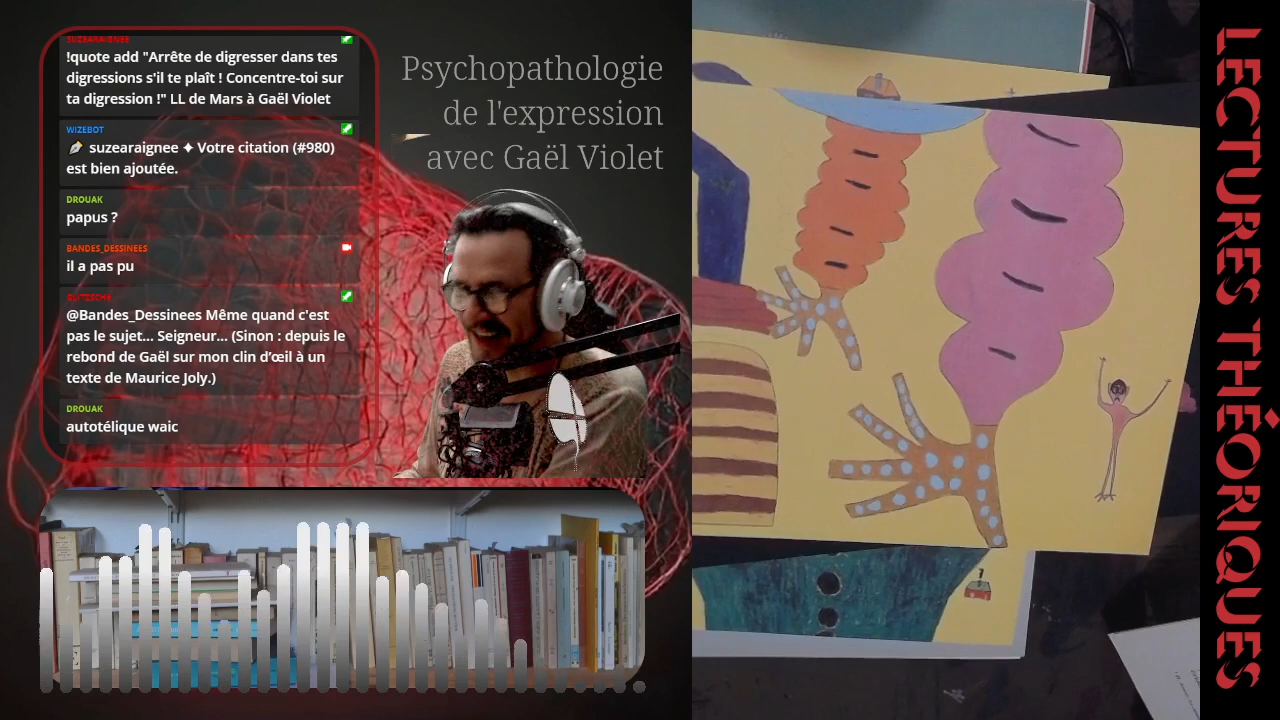 SUZEARAIGNEE
!quote add "Arrête de digresser dans tes
digressions s'il te plaît ! Concentre-toi sur
ta digression !" LL de Mars à Gaël Violet
WIZEBOT
suzearaignee ✦ Votre citation (#980)
est bien ajoutée.
DROUAK
papus ?
BANDES_DESSINEES
il a pas pu
GLITZSCHE
@Bandes_Dessinees Même quand c'est
pas le sujet... Seigneur... (Sinon : depuis le
rebond de Gaël sur mon clin d'œil à un
texte de Maurice Joly.)
DROUAK
autotélique waic
Psychopathologie
de l'expression
avec Gaël Violet
LECTURES THÉORIQUES